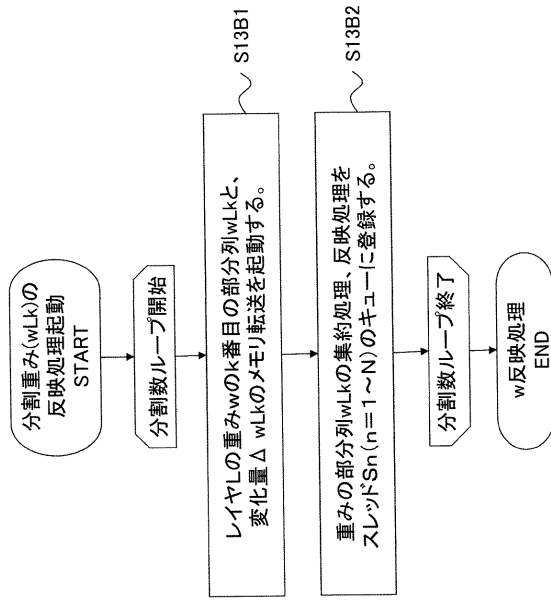 分割重み(wLk)の
反映処理起動
START
分割数ループ開始
レイヤLの重みwのk番目の部分列wLkと、
変化量Δ wLkのメモリ転送を起動する。
S13B1
重みの部分列wLkの集約処理、反映処理を
スレッドSn(n=1~N)のキューに登録する。
S13B2
分割数ループ終了
w反映処理
END